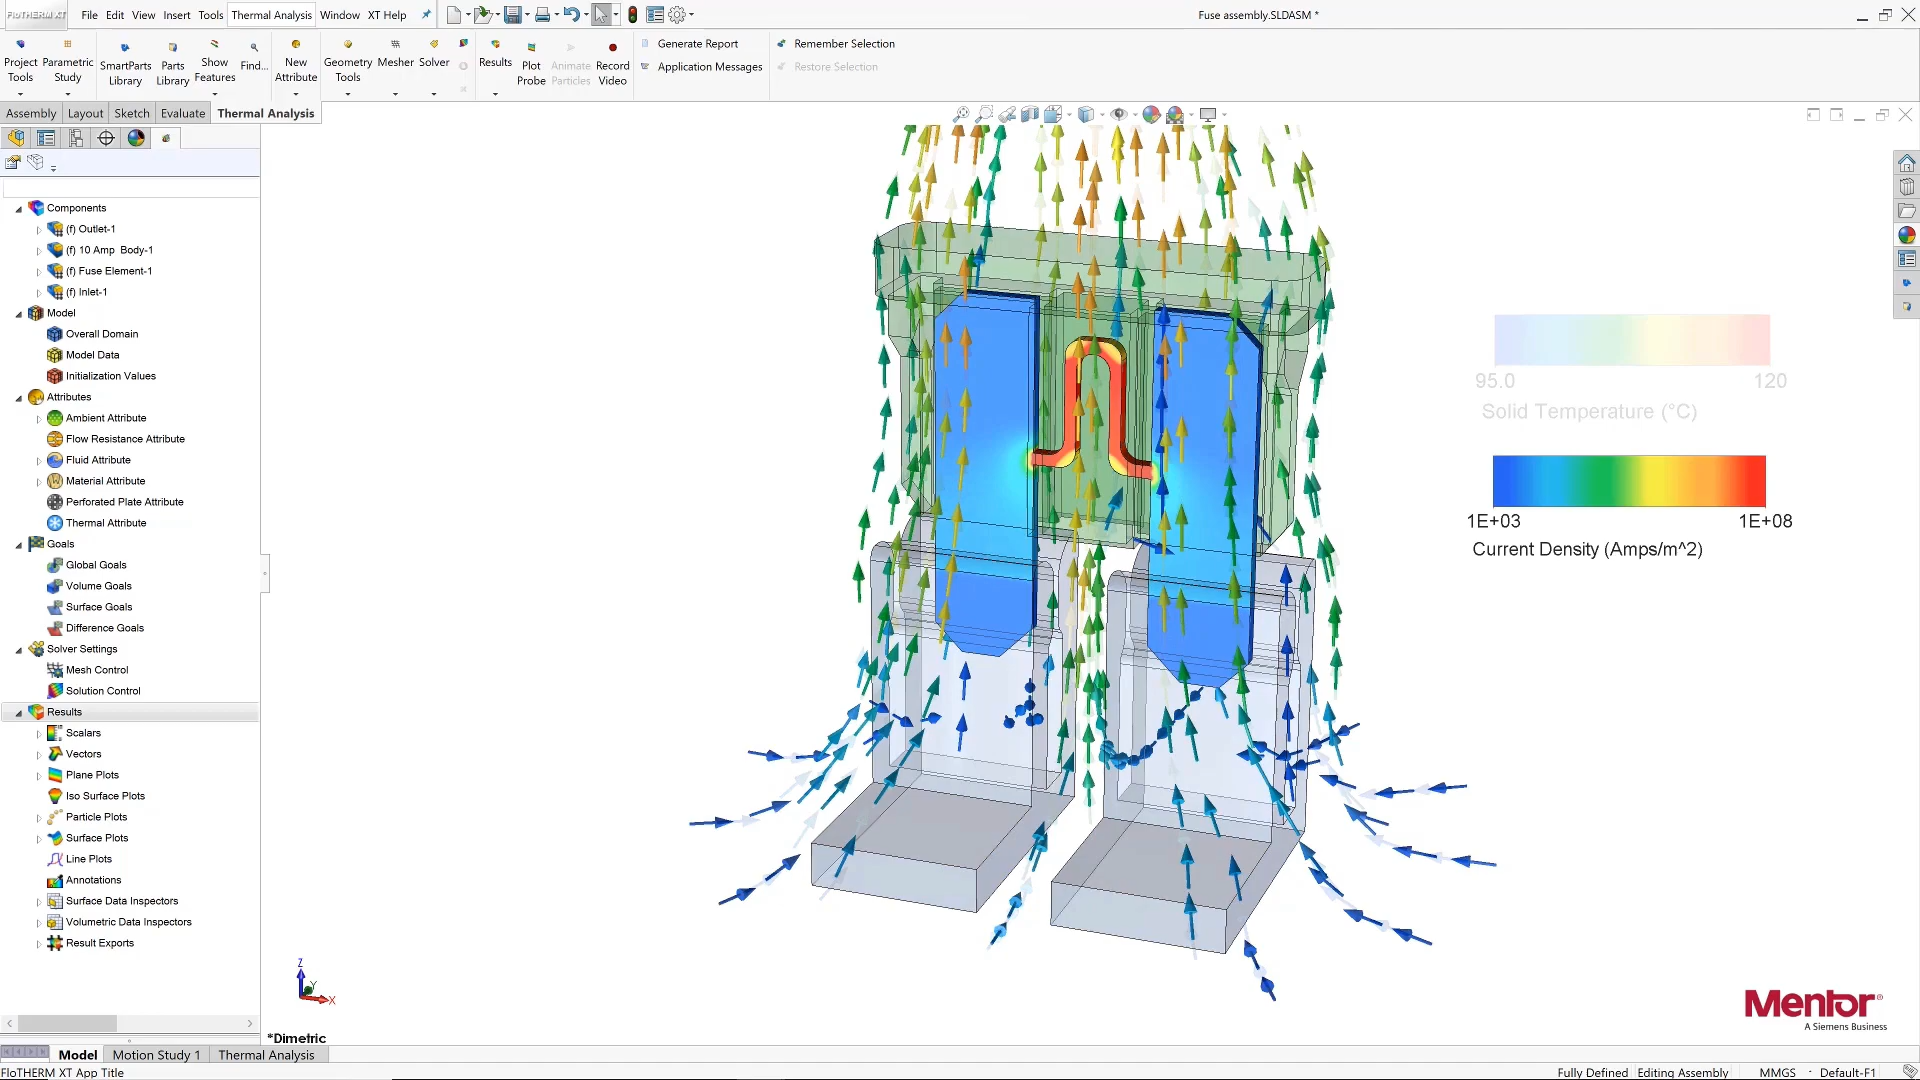 FloTHERM XT
File Edit View Insert Tools Thermal Analysis Window XT Help
Fuse assembly.SLDASM *
Project Tools
Parametric Study
SmartParts Library
Parts Library
Show Features
Find...
New Attribute
Geometry Tools
Mesher
Solver
Results
Plot Probe
Animate Particles
Record Video
Generate Report
Application Messages
Remember Selection
Restore Selection
Assembly Layout Sketch Evaluate Thermal Analysis
Components
(f) Outlet-1
(f) 10 Amp Body-1
(f) Fuse Element-1
(f) Inlet-1
Model
Overall Domain
Model Data
Initialization Values
Attributes
Ambient Attribute
Flow Resistance Attribute
Fluid Attribute
Material Attribute
Perforated Plate Attribute
Thermal Attribute
Goals
Global Goals
Volume Goals
Surface Goals
Difference Goals
Solver Settings
Mesh Control
Solution Control
Results
Scalars
Vectors
Plane Plots
Iso Surface Plots
Particle Plots
Surface Plots
Line Plots
Annotations
Surface Data Inspectors
Volumetric Data Inspectors
Result Exports
95.0 120
Solid Temperature (°C)
1E+03 1E+08
Current Density (Amps/m^2)
Z
Y
X
*Dimetric
Mentor®
A Siemens Business
Model Motion Study 1 Thermal Analysis
FloTHERM XT App Title
Fully Defined Editing Assembly MMGS - Default-F1